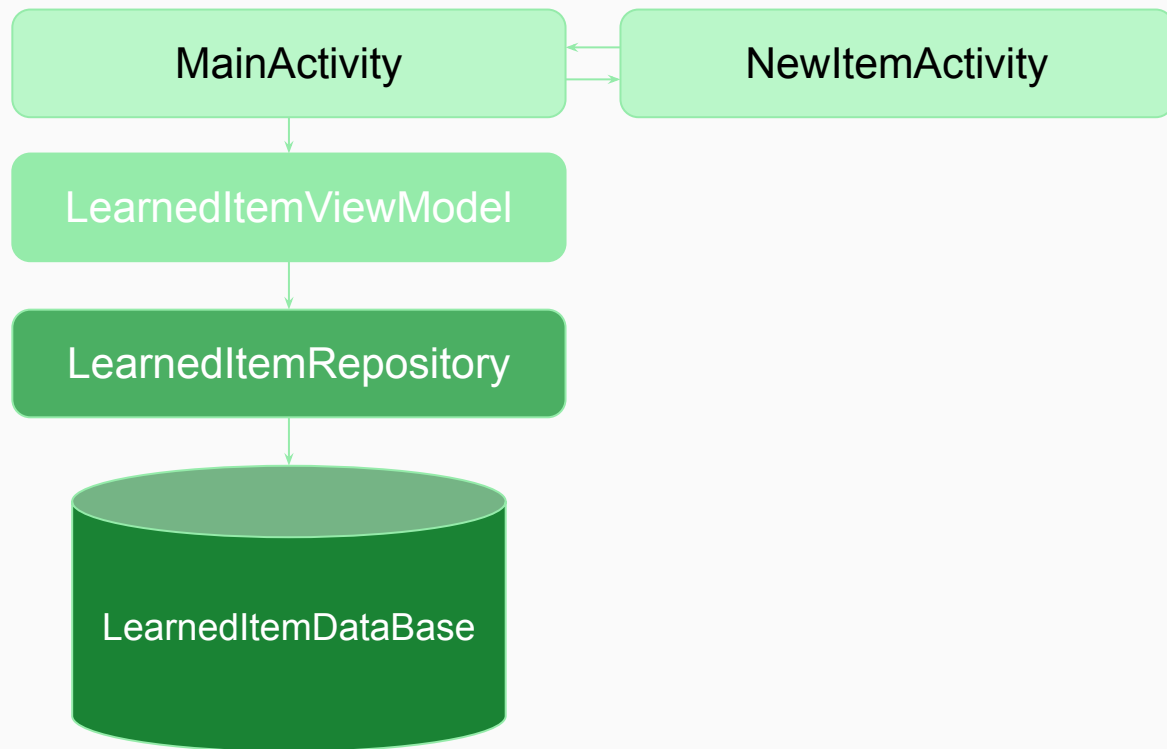 MainActivity
NewItemActivity
LearnedItemViewModel
LearnedItemRepository
LearnedItemDataBase